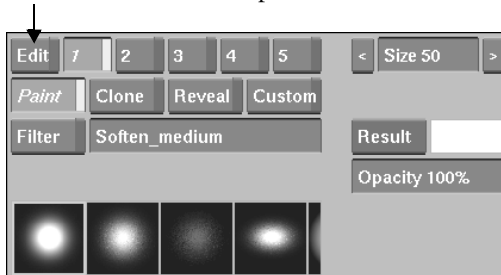 Edit 1 2 3 4 5 < Size 50 >
Paint Clone Reveal Custom
Filter Soften_medium Result
Opacity 100%